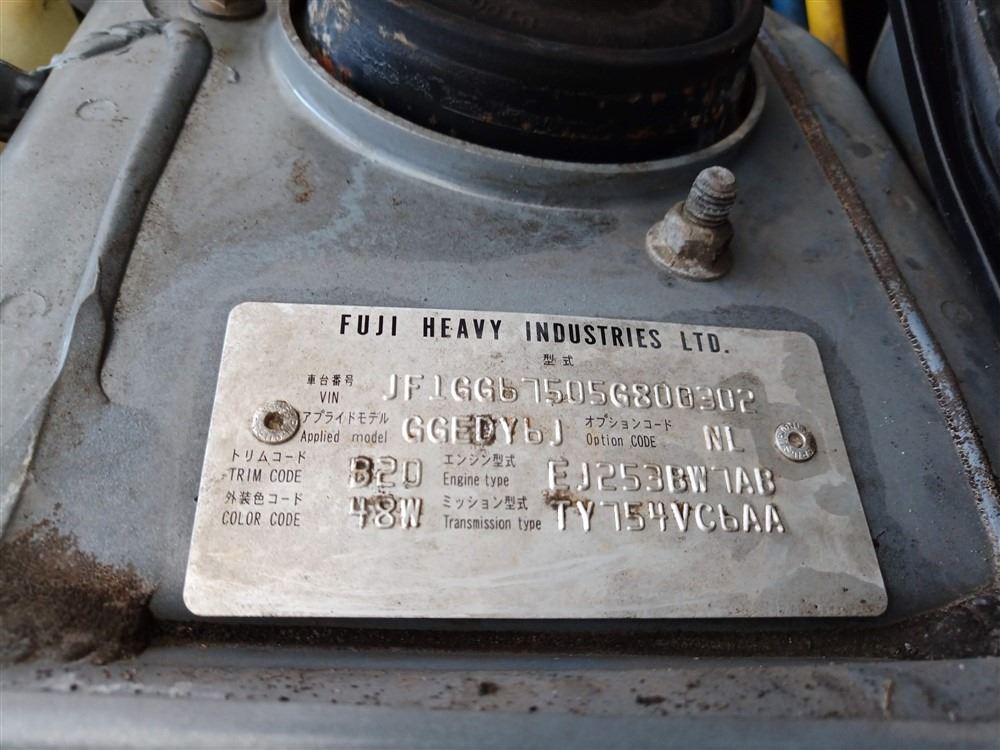 FUJI HEAVY INDUSTRIES LTD.
型式
車台番号 VIN JF1GG67505G800302
アプライドモデル Applied model GGEDY6J オプションコード Option CODE NL
トリムコード TRIM CODE B20 エンジン型式 Engine type EJ253BW7AB
外装色コード COLOR CODE 48W ミッション型式 Transmission type TY754VC6AA